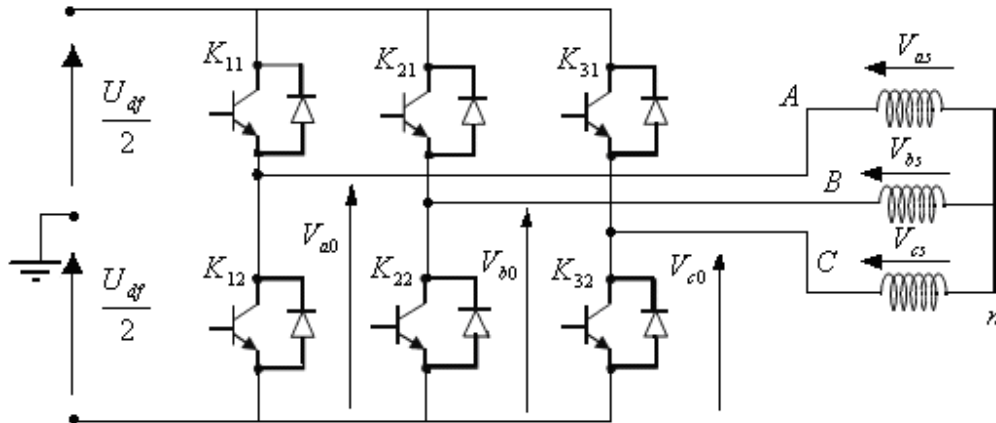 K11
K21
K31
Vas
A
Udf
2
Vbs
B
Va0
Vb0
Vcs
C
Vc0
K12
K22
K32
Udf
2
n